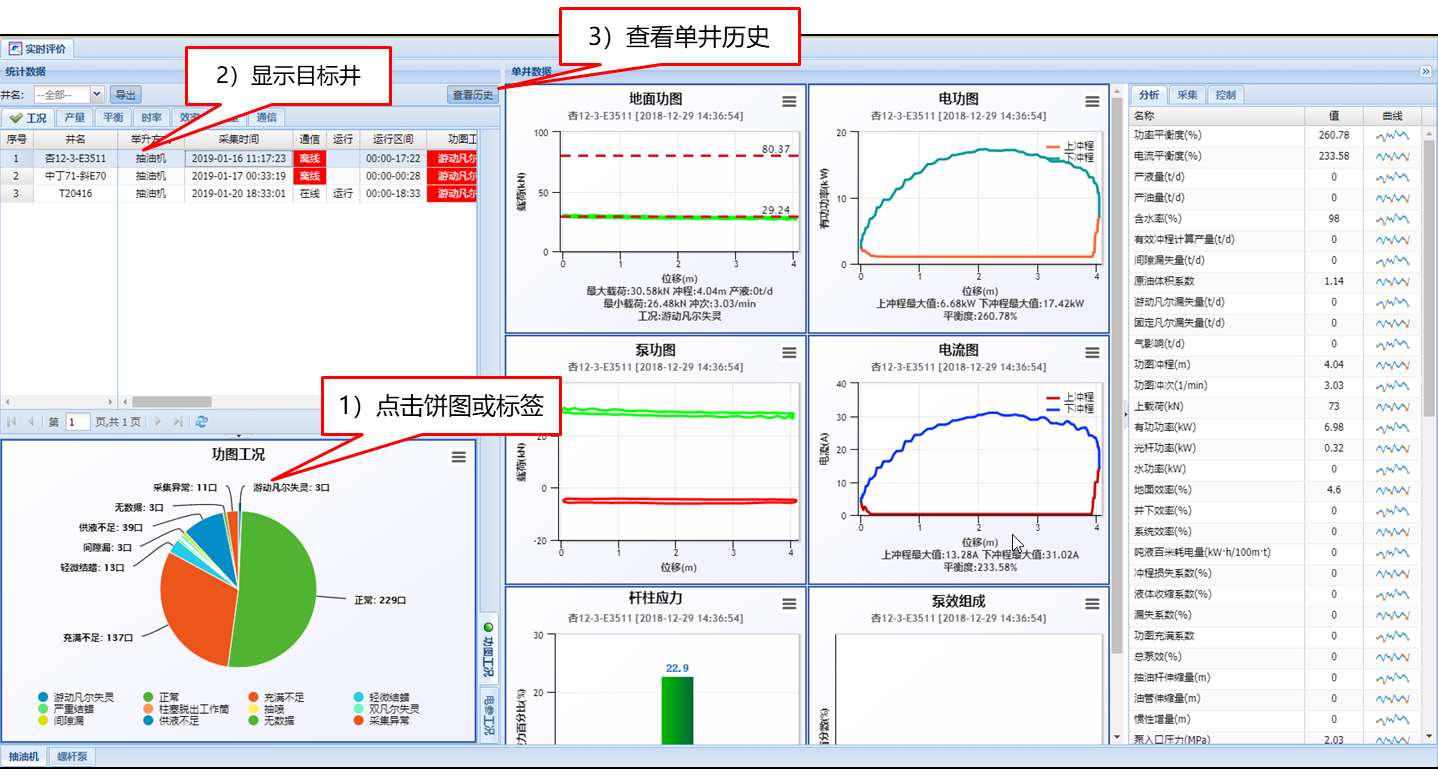 3）查看单井历史
实时评价
2）显示目标井
统计数据
井名: --全部-- 导出 查看历史
工况 产量 平衡 时率 通信
序号 井名 采集时间 通信 运行 运行区间
1 杏12-3-E3511 抽油机 2019-01-16 11:17:23 离线 00:00-17:22 游动凡尔
2 中丁71-斜E70 抽油机 2019-01-17 00:33:19 离线 00:00-00:28 游动凡尔
3 T20416 抽油机 2019-01-20 18:33:01 在线 运行 00:00-18:33 游动凡尔
第 1 页,共 1 页
1）点击饼图或标签
功图工况
采集异常: 11口
游动凡尔失灵: 3口
无数据: 3口
供液不足: 39口
间隙漏: 3口
轻微结蜡: 13口
正常: 229口
充满不足: 137口
游动凡尔失灵 正常 充满不足 轻微结蜡
严重结蜡 柱塞脱出工作筒 抽喷 双凡尔失灵
间隙漏 供液不足 无数据 采集异常
功图工况
电参工况
抽油机 螺杆泵
单井数据
地面功图
杏12-3-E3511 [2018-12-29 14:36:54]
载荷(kN)
100
50
0
80.37
29.24
0 1 2 3 4
位移(m)
最大载荷:30.58kN 冲程:4.04m 产液:0t/d
最小载荷:26.48kN 冲次:3.03/min
工况:游动凡尔失灵
电功图
杏12-3-E3511 [2018-12-29 14:36:54]
有功功率(kW)
20
10
0
上冲程
下冲程
0 1 2 3 4
位移(m)
上冲程最大值:6.68kW 下冲程最大值:17.42kW
平衡度:260.78%
泵功图
杏12-3-E3511 [2018-12-29 14:36:54]
载荷(kN)
20
0
-20
0 1 2 3 4
位移(m)
电流图
杏12-3-E3511 [2018-12-29 14:36:54]
电流(A)
40
30
20
10
0
上冲程
下冲程
0 1 2 3 4
位移(m)
上冲程最大值:13.28A 下冲程最大值:31.02A
平衡度:233.58%
杆柱应力
杏12-3-E3511 [2018-12-29 14:36:54]
30
20
22.9
力百分比(%)
泵效组成
杏12-3-E3511 [2018-12-29 14:36:54]
百分数(%)
分析 采集 控制
名称 值 曲线
功率平衡度(%) 260.78
电流平衡度(%) 233.58
产液量(t/d) 0
产油量(t/d) 0
含水率(%) 98
有效冲程计算产量(t/d) 0
间隙漏失量(t/d) 0
原油体积系数 1.14
游动凡尔漏失量(t/d) 0
固定凡尔漏失量(t/d) 0
气影响(t/d) 0
功图冲程(m) 4.04
功图冲次(1/min) 3.03
上载荷(kN) 73
有功功率(kW) 6.98
光杆功率(kW) 0.32
水功率(kW) 0
地面效率(%) 4.6
井下效率(%) 0
系统效率(%) 0
吨液百米耗电量(kW·h/100m·t) 0
冲程损失系数(%) 0
液体收缩系数(%) 0
漏失系数(%) 0
功图充满系数 0
总泵效(%) 0
抽油杆伸缩量(m) 0
油管伸缩量(m) 0
惯性增量(m) 0
泵入口压力(MPa) 2.03